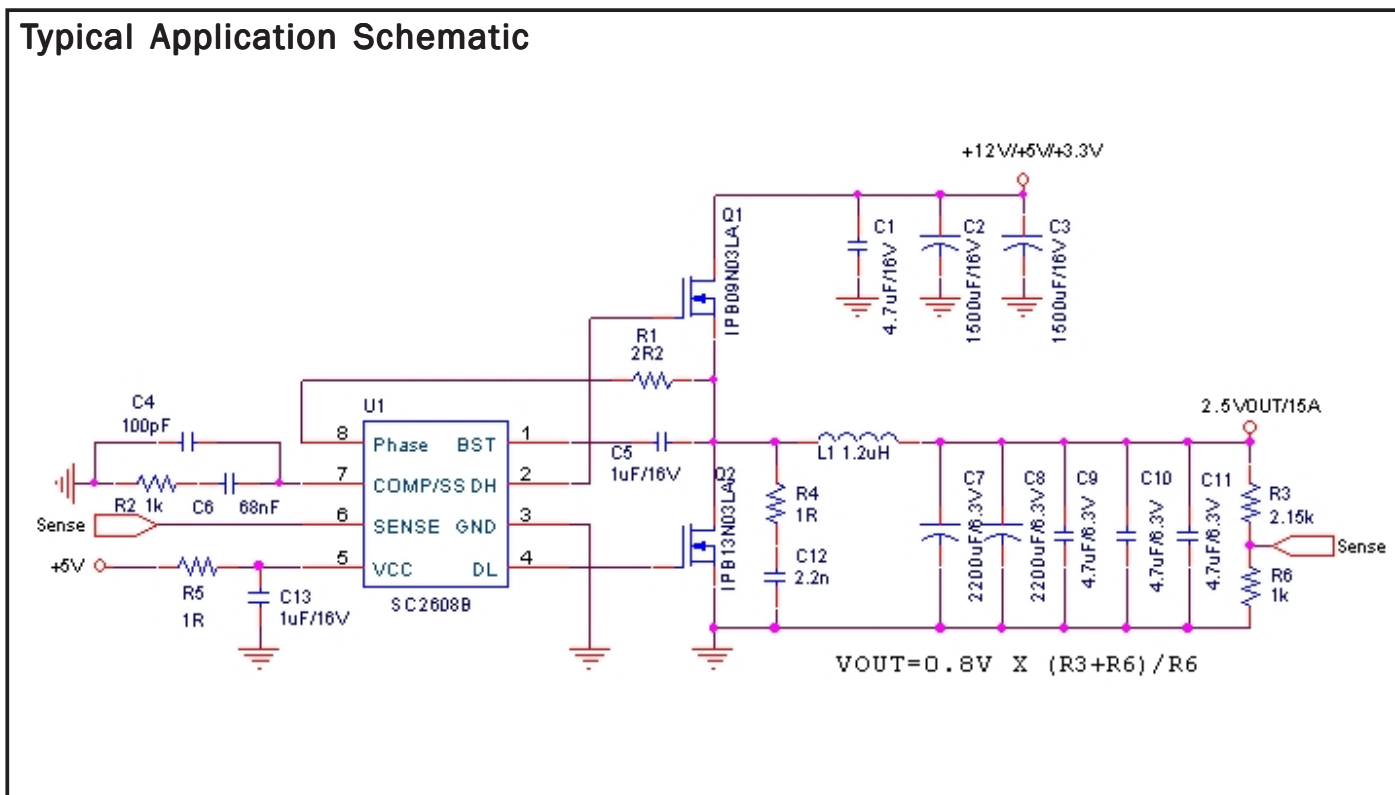 Typical Application Schematic
+12V/+5V/+3.3V
Q1
IPB09N03LA
C1
4.7uF/16V
C2
1500uF/16V
C3
1500uF/16V
R1
2R2
C4
100pF
U1
8
Phase
BST
1
7
COMP/SS
DH
2
6
SENSE
GND
3
5
VCC
DL
4
SC2608B
R2
1k
C6
68nF
Sense
+5V
R5
1R
C13
1uF/16V
C5
1uF/16V
Q2
IPB13N03LA
R4
1R
C12
2.2n
L1 1.2uH
2.5VOUT/15A
C7
2200uF/6.3V
C8
2200uF/6.3V
C9
4.7uF/6.3V
C10
4.7uF/6.3V
C11
4.7uF/6.3V
R3
2.15k
Sense
R6
1k
VOUT=0.8V X (R3+R6)/R6